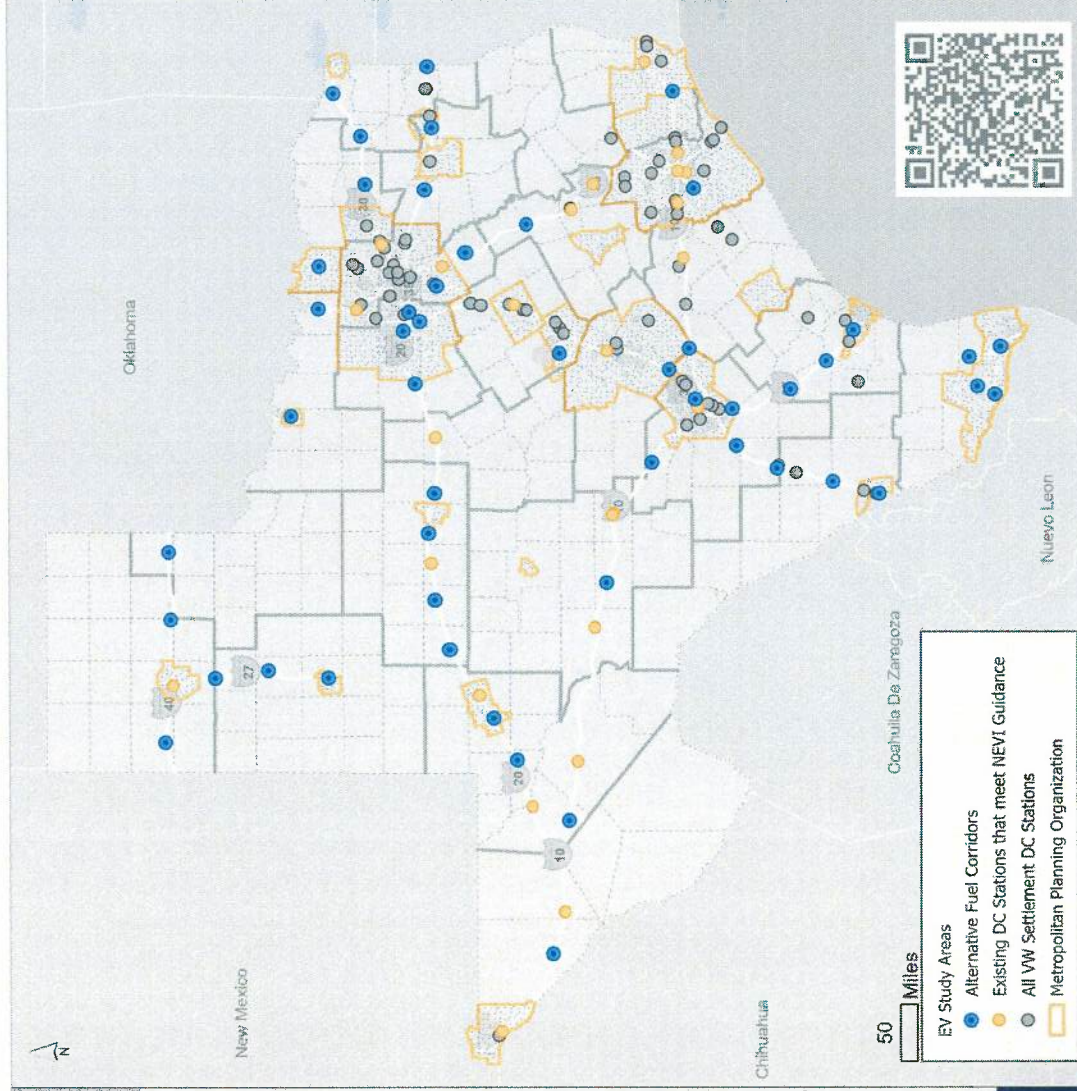 N
New Mexico
Oklahoma
40
27
20
30
20
10
10
10
Chihuahua
Coahuila De Zaragoza
Nuevo Leon
50
Miles
EV Study Areas
Alternative Fuel Corridors
Existing DC Stations that meet NEVI Guidance
All VW Settlement DC Stations
Metropolitan Planning Organization